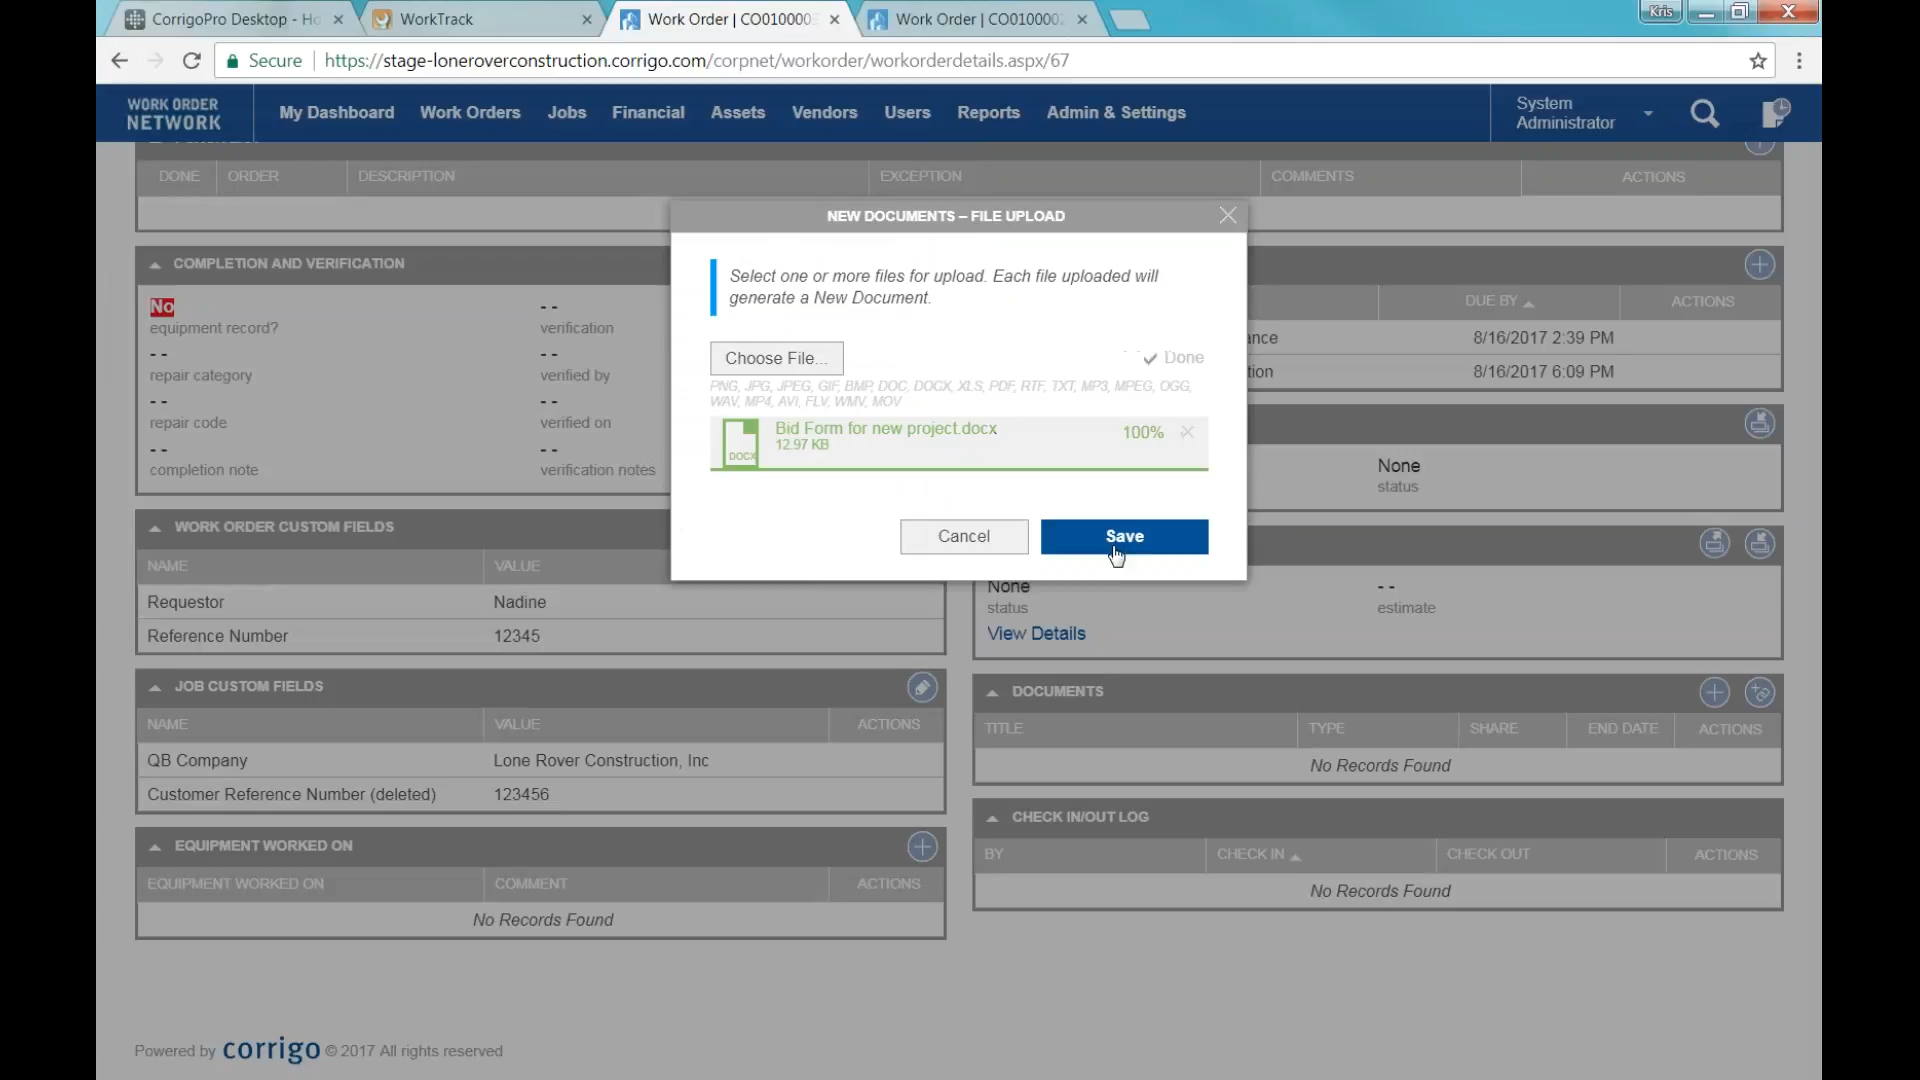 CorrigoPro Desktop - Ho
WorkTrack
Work Order | CO010000
Work Order | CO010000
Kris
Secure
https://stage-loneroverconstruction.corrigo.com/corpnet/workorder/workorderdetails.aspx/67
WORK ORDER
NETWORK
My Dashboard
Work Orders
Jobs
Financial
Assets
Vendors
Users
Reports
Admin & Settings
System
Administrator
DONE
ORDER
DESCRIPTION
EXCEPTION
COMMENTS
ACTIONS
NEW DOCUMENTS – FILE UPLOAD
Select one or more files for upload. Each file uploaded will
generate a New Document.
Choose File...
Done
PNG, JPG, JPEG, GIF, BMP, DOC, DOCX, XLS, PDF, RTF, TXT, MP3, MPEG, OGG,
WAV, MP4, AVI, FLV, WMV, MOV
DOCX
Bid Form for new project.docx
12.97 KB
100%
Cancel
Save
COMPLETION AND VERIFICATION
No
equipment record?
- -
verification
- -
repair category
- -
verified by
- -
repair code
- -
verified on
- -
completion note
- -
verification notes
DUE BY
ACTIONS
ance
8/16/2017 2:39 PM
tion
8/16/2017 6:09 PM
None
status
None
status
- -
estimate
View Details
WORK ORDER CUSTOM FIELDS
NAME
VALUE
Requestor
Nadine
Reference Number
12345
JOB CUSTOM FIELDS
NAME
VALUE
ACTIONS
QB Company
Lone Rover Construction, Inc
Customer Reference Number (deleted)
123456
EQUIPMENT WORKED ON
EQUIPMENT WORKED ON
COMMENT
ACTIONS
No Records Found
DOCUMENTS
TITLE
TYPE
SHARE
END DATE
ACTIONS
No Records Found
CHECK IN/OUT LOG
BY
CHECK IN
CHECK OUT
ACTIONS
No Records Found
Powered by corrigo © 2017 All rights reserved